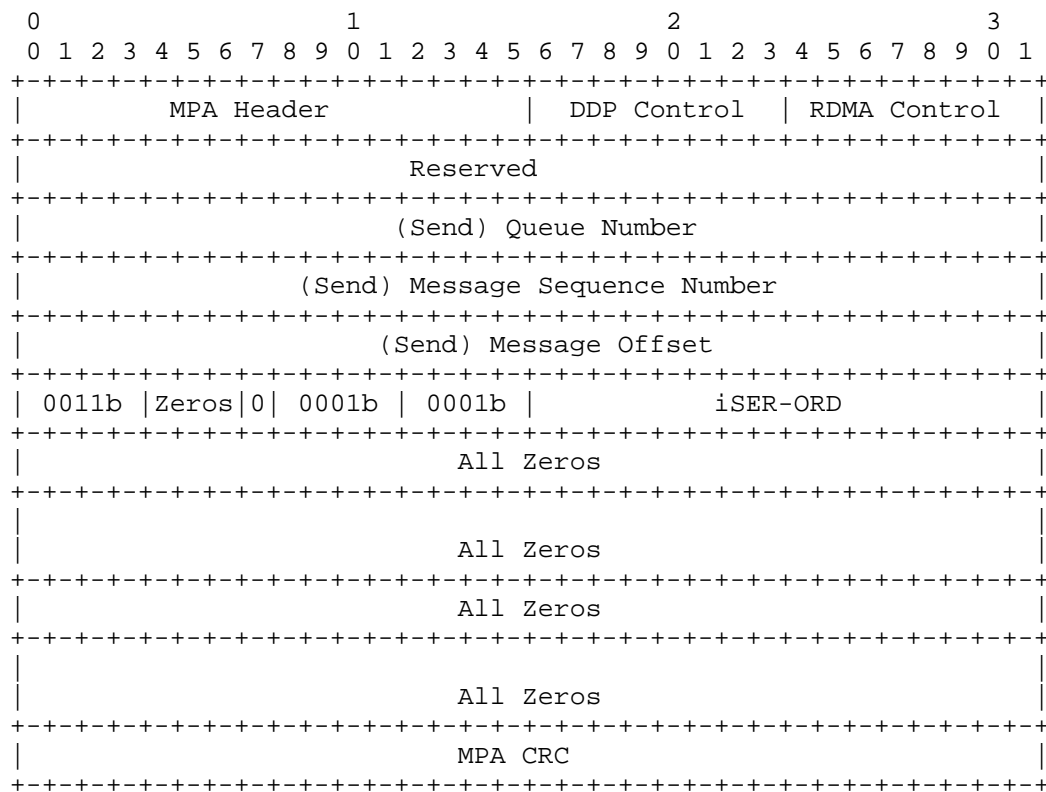 0                   1                   2                   3
 0 1 2 3 4 5 6 7 8 9 0 1 2 3 4 5 6 7 8 9 0 1 2 3 4 5 6 7 8 9 0 1
+-+-+-+-+-+-+-+-+-+-+-+-+-+-+-+-+-+-+-+-+-+-+-+-+-+-+-+-+-+-+-+-+
|         MPA Header            |  DDP Control  | RDMA Control  |
+-+-+-+-+-+-+-+-+-+-+-+-+-+-+-+-+-+-+-+-+-+-+-+-+-+-+-+-+-+-+-+-+
|                        Reserved                               |
+-+-+-+-+-+-+-+-+-+-+-+-+-+-+-+-+-+-+-+-+-+-+-+-+-+-+-+-+-+-+-+-+
|                       (Send) Queue Number                     |
+-+-+-+-+-+-+-+-+-+-+-+-+-+-+-+-+-+-+-+-+-+-+-+-+-+-+-+-+-+-+-+-+
|                 (Send) Message Sequence Number                |
+-+-+-+-+-+-+-+-+-+-+-+-+-+-+-+-+-+-+-+-+-+-+-+-+-+-+-+-+-+-+-+-+
|                      (Send) Message Offset                    |
+-+-+-+-+-+-+-+-+-+-+-+-+-+-+-+-+-+-+-+-+-+-+-+-+-+-+-+-+-+-+-+-+
| 0011b |Zeros|0| 0001b | 0001b |           iSER-ORD            |
+-+-+-+-+-+-+-+-+-+-+-+-+-+-+-+-+-+-+-+-+-+-+-+-+-+-+-+-+-+-+-+-+
|                           All Zeros                           |
+-+-+-+-+-+-+-+-+-+-+-+-+-+-+-+-+-+-+-+-+-+-+-+-+-+-+-+-+-+-+-+-+
|                                                               |
|                           All Zeros                           |
+-+-+-+-+-+-+-+-+-+-+-+-+-+-+-+-+-+-+-+-+-+-+-+-+-+-+-+-+-+-+-+-+
|                           All Zeros                           |
+-+-+-+-+-+-+-+-+-+-+-+-+-+-+-+-+-+-+-+-+-+-+-+-+-+-+-+-+-+-+-+-+
|                                                               |
|                           All Zeros                           |
+-+-+-+-+-+-+-+-+-+-+-+-+-+-+-+-+-+-+-+-+-+-+-+-+-+-+-+-+-+-+-+-+
|                           MPA CRC                             |
+-+-+-+-+-+-+-+-+-+-+-+-+-+-+-+-+-+-+-+-+-+-+-+-+-+-+-+-+-+-+-+-+